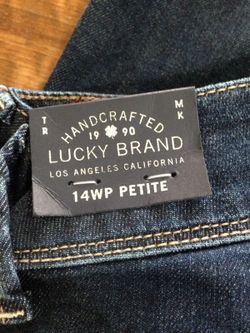 TR
MK
HANDCRAFTED
19 90
LUCKY BRAND
LOS ANGELES CALIFORNIA
14WP PETITE